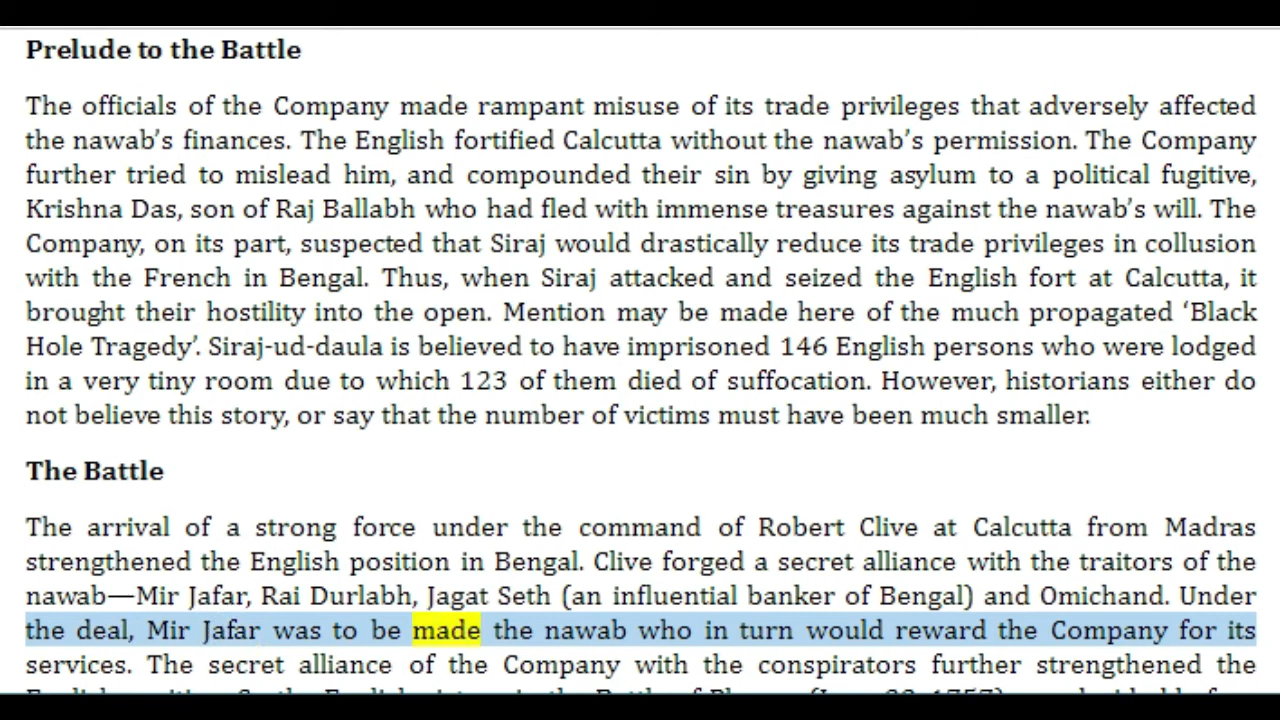 Prelude to the Battle
The officials of the Company made rampant misuse of its trade privileges that adversely affected
the nawab’s finances. The English fortified Calcutta without the nawab’s permission. The Company
further tried to mislead him, and compounded their sin by giving asylum to a political fugitive,
Krishna Das, son of Raj Ballabh who had fled with immense treasures against the nawab’s will. The
Company, on its part, suspected that Siraj would drastically reduce its trade privileges in collusion
with the French in Bengal. Thus, when Siraj attacked and seized the English fort at Calcutta, it
brought their hostility into the open. Mention may be made here of the much propagated ‘Black
Hole Tragedy’. Siraj-ud-daula is believed to have imprisoned 146 English persons who were lodged
in a very tiny room due to which 123 of them died of suffocation. However, historians either do
not believe this story, or say that the number of victims must have been much smaller.
The Battle
The arrival of a strong force under the command of Robert Clive at Calcutta from Madras
strengthened the English position in Bengal. Clive forged a secret alliance with the traitors of the
nawab—Mir Jafar, Rai Durlabh, Jagat Seth (an influential banker of Bengal) and Omichand. Under
the deal, Mir Jafar was to be made the nawab who in turn would reward the Company for its
services. The secret alliance of the Company with the conspirators further strengthened the